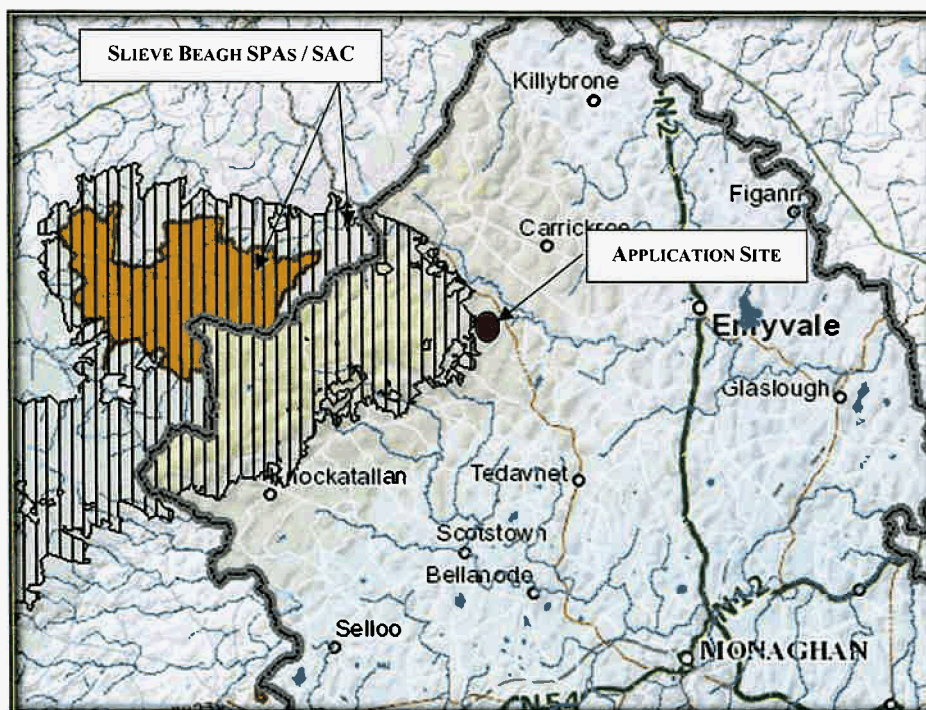 SLIEVE BEAGH SPAS / SAC
Killybrone
N2
Figann
Carrickroe
APPLICATION SITE
Emyvale
Glaslough
Knockatallan
Tedavnet
Scotstown
Bellanode
N12
Selloo
MONAGHAN
N54